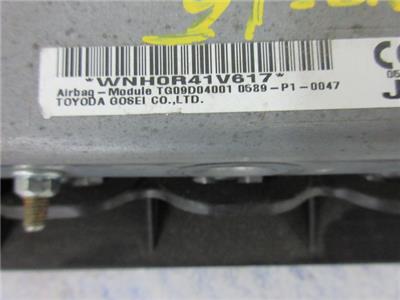 *WNH0R41V617*
Airbag-Module TG09D04001 0589-P1-0047
TOYODA GOSEI CO.,LTD.